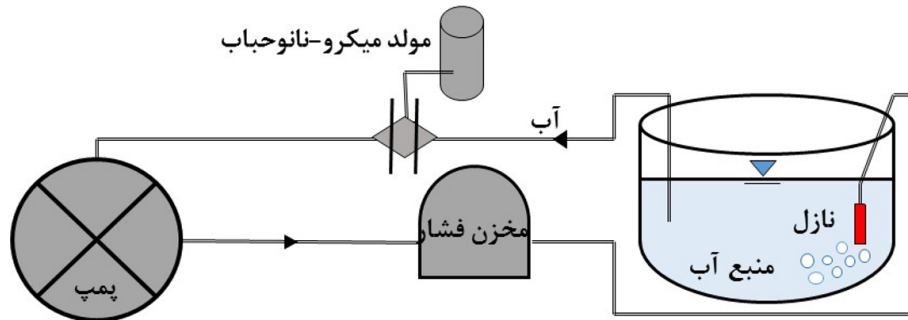 مولد میکرو-نانوحباب
آب
نازل
مخزن فشار
منبع آب
پمپ